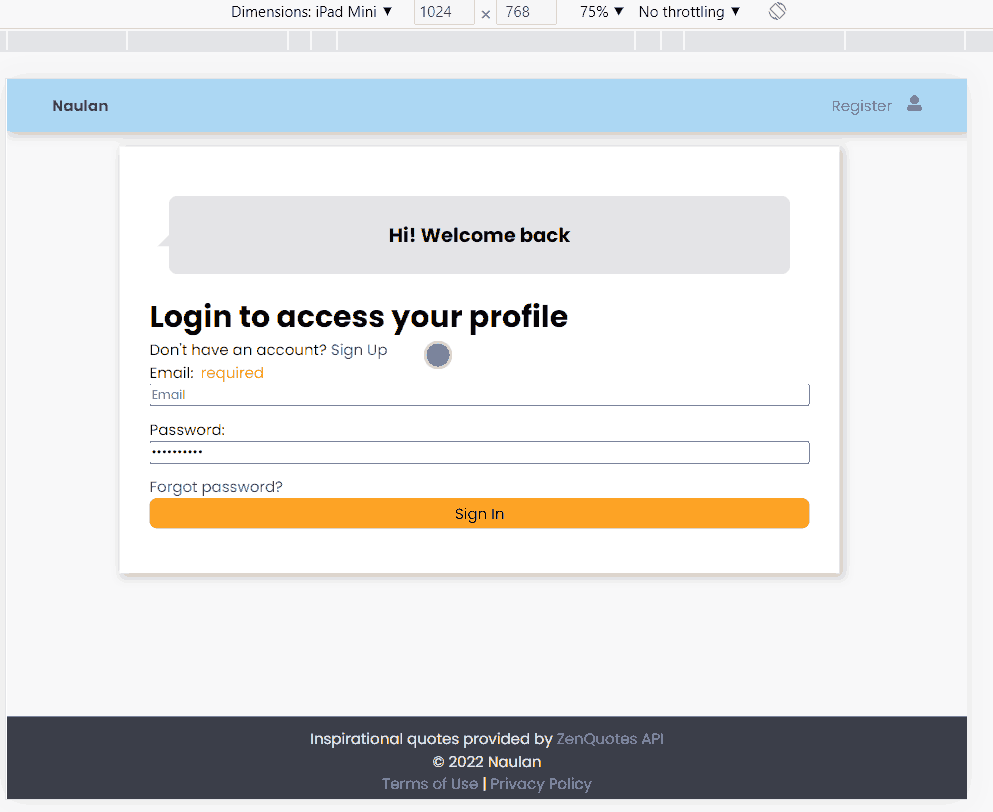 Dimensions: iPad Mini ▼ 1024 × 768 75% ▼ No throttling ▼
Naulan Register
Hi! Welcome back
Login to access your profile
Don't have an account? Sign Up
Email: required
Email
Password:
••••••••••
Forgot password?
Sign In
Inspirational quotes provided by ZenQuotes API
© 2022 Naulan
Terms of Use | Privacy Policy